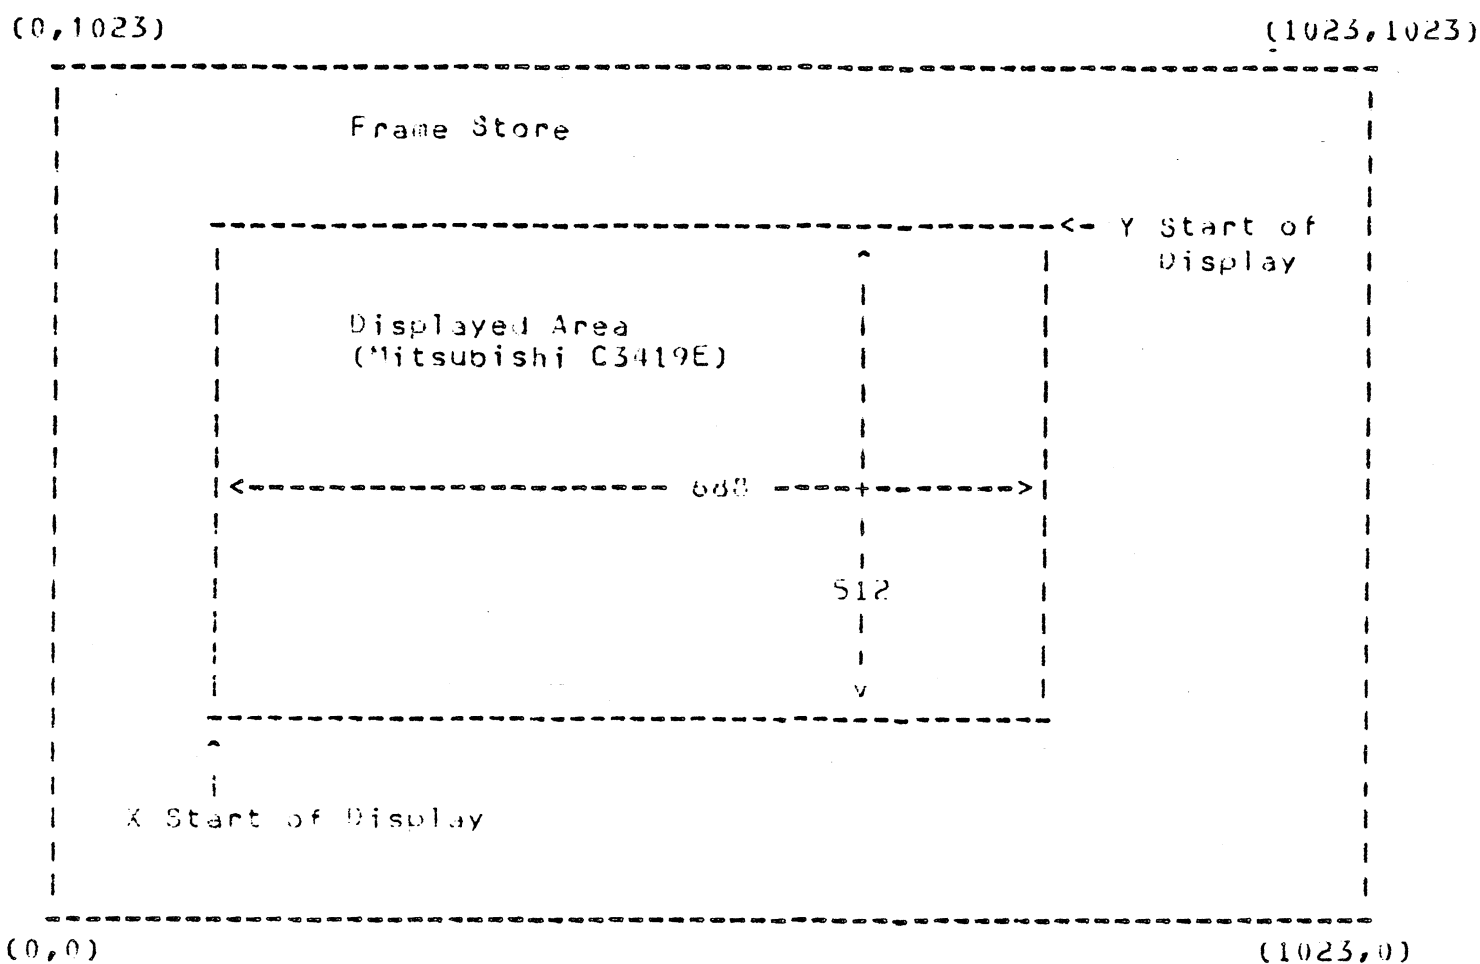 (0,1023) (1023,1023)
Frame Store
<- Y Start of
Display
Displayed Area
(Mitsubishi C3419E)
688
512
X Start of Display
(0,0) (1023,0)